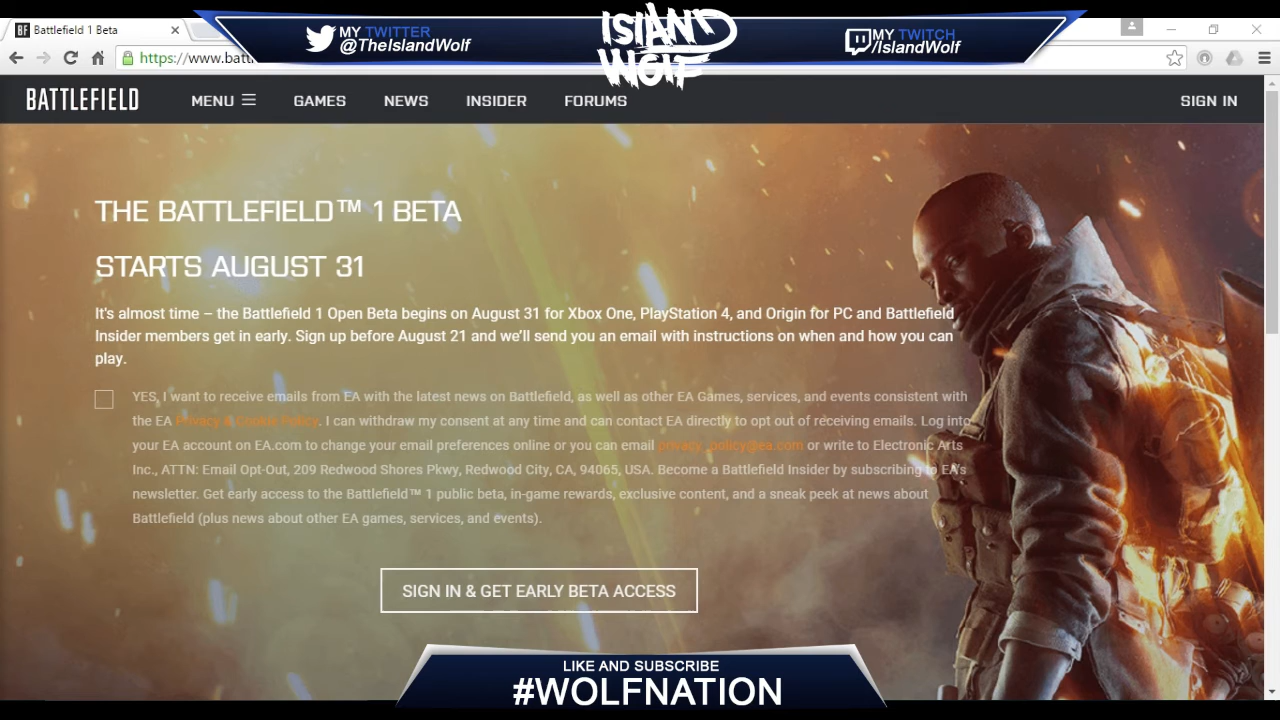 Battlefield 1 Beta
MY TWITTER
@TheIslandWolf
ISLAND
WOLF
MY TWITCH
/IslandWolf
https://www.batt
BATTLEFIELD
MENU
GAMES
NEWS
INSIDER
FORUMS
SIGN IN
THE BATTLEFIELD™ 1 BETA
STARTS AUGUST 31
It's almost time – the Battlefield 1 Open Beta begins on August 31 for Xbox One, PlayStation 4, and Origin for PC and Battlefield
Insider members get in early. Sign up before August 21 and we'll send you an email with instructions on when and how you can
play.
YES, I want to receive emails from EA with the latest news on Battlefield, as well as other EA Games, services, and events consistent with
the EA Privacy & Cookie Policy. I can withdraw my consent at any time and can contact EA directly to opt out of receiving emails. Log into
your EA account on EA.com to change your email preferences online or you can email privacy_policy@ea.com or write to Electronic Arts
Inc., ATTN: Email Opt-Out, 209 Redwood Shores Pkwy, Redwood City, CA, 94065, USA. Become a Battlefield Insider by subscribing to EA's
newsletter. Get early access to the Battlefield™ 1 public beta, in-game rewards, exclusive content, and a sneak peek at news about
Battlefield (plus news about other EA games, services, and events).
SIGN IN & GET EARLY BETA ACCESS
LIKE AND SUBSCRIBE
#WOLFNATION